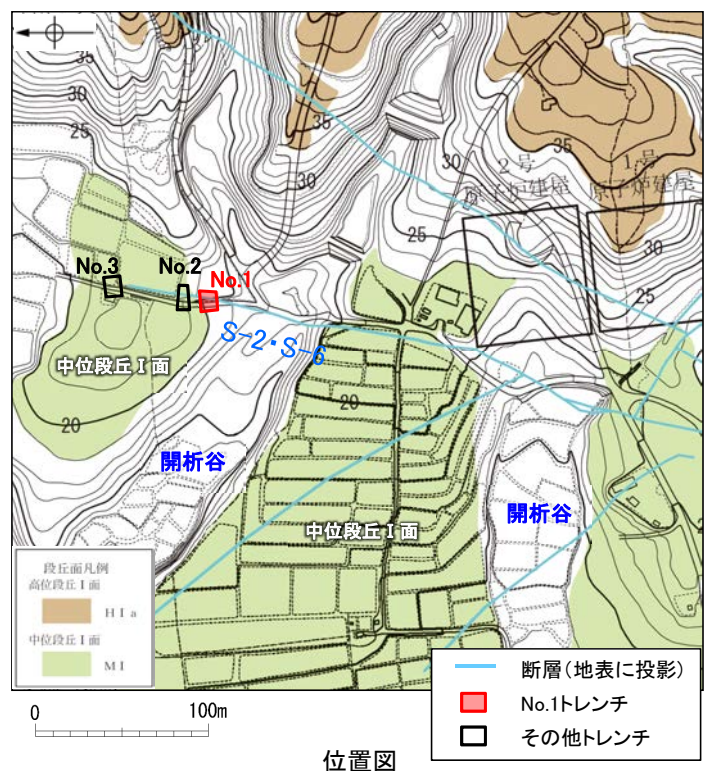 35
30
25
35
30
30
25
35
2号
原子炉建屋
1号
原子炉建屋
30
25
No.3
No.2
No.1
S-2・S-6
中位段丘Ⅰ面
20
20
開析谷
中位段丘Ⅰ面
開析谷
段丘面凡例
高位段丘Ⅰ面
HⅠa
中位段丘Ⅰ面
MⅠ
断層(地表に投影)
No.1トレンチ
その他トレンチ
0 100m
位置図